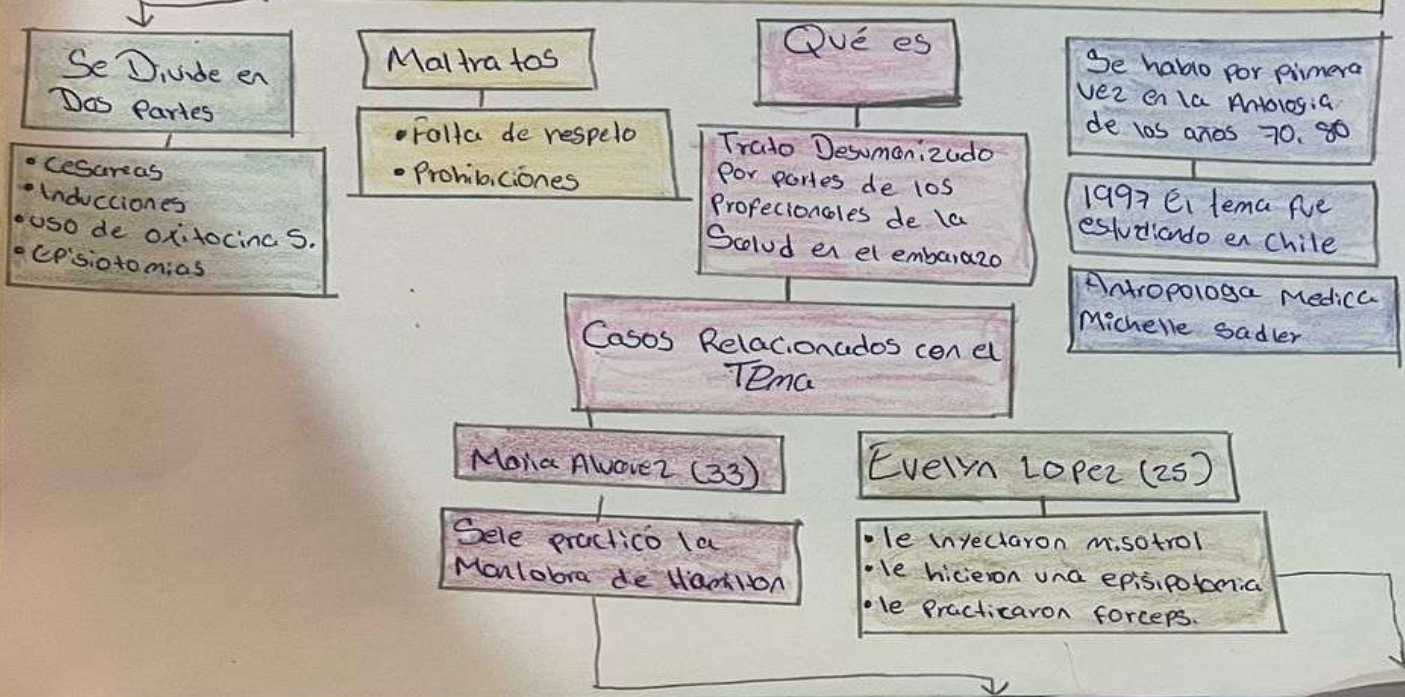 Se Divide en
Dos Partes
• Cesareas
• Inducciones
• uso de oxitocina S.
• Episiotomias
Maltratos
• Falta de respeto
• Prohibiciónes
Qué es
Trato Desumanizado
Por partes de los
Profecionales de la
Salud en el embarazo
Se hablo por primera
vez en la Antologia
de los años 70, 80
1997 El tema fue
estudiando en Chile
Antropologa Medica
Michelle Sadler
Casos Relacionados con el
TEma
Maria Alvarez (33)
Sele practicó la
Manlobra de Hamilton
Evelyn Lopez (25)
• le inyectaron misotrol
• le hicieron una episipotomia
• le Practicaron forceps.